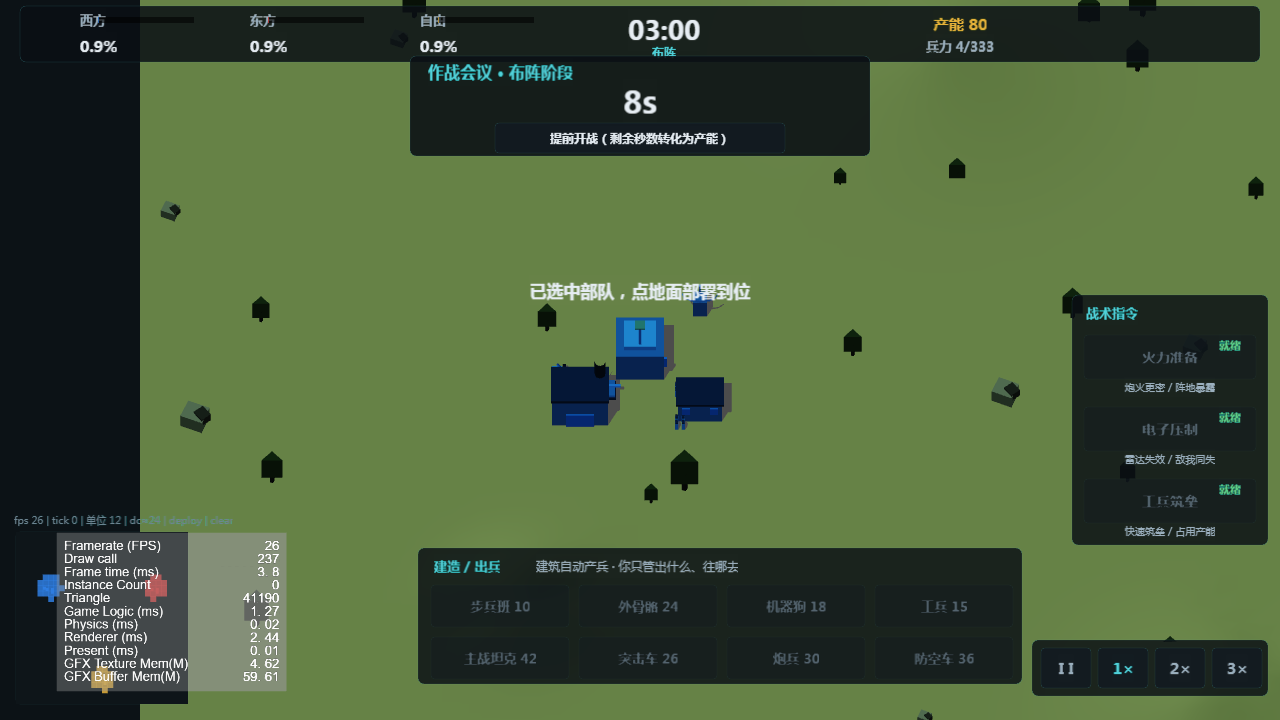 西方
东方
自由
0.9%
0.9%
0.9%
03:00
布阵
产能 80
兵力 4/333
作战会议 · 布阵阶段
8s
提前开战（剩余秒数转化为产能）
已选中部队，点地面部署到位
战术指令
火力准备
就绪
炮火更密 / 阵地暴露
电子压制
就绪
雷达失效 / 敌我同失
工兵筑垒
就绪
快速筑垒 / 占用产能
fps 26 | tick 0 | 单位 12 | dc≈24 | deploy | clear
Framerate (FPS) 26
Draw call 237
Frame time (ms) 3.8
Instance Count 0
Triangle 41190
Game Logic (ms) 1.27
Physics (ms) 0.02
Renderer (ms) 2.44
Present (ms) 0.01
GFX Texture Mem(M) 4.62
GFX Buffer Mem(M) 59.61
建造 / 出兵
建筑自动产兵 · 你只管出什么、往哪去
步兵班 10
外骨骼 24
机器狗 18
工兵 15
主战坦克 42
突击车 26
炮兵 30
防空车 36
II
1×
2×
3×